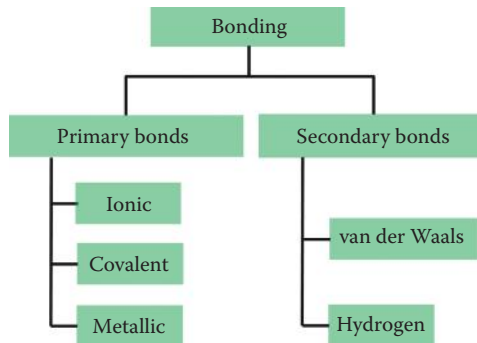 Bonding
Primary bonds
Ionic
Covalent
Metallic
Secondary bonds
van der Waals
Hydrogen